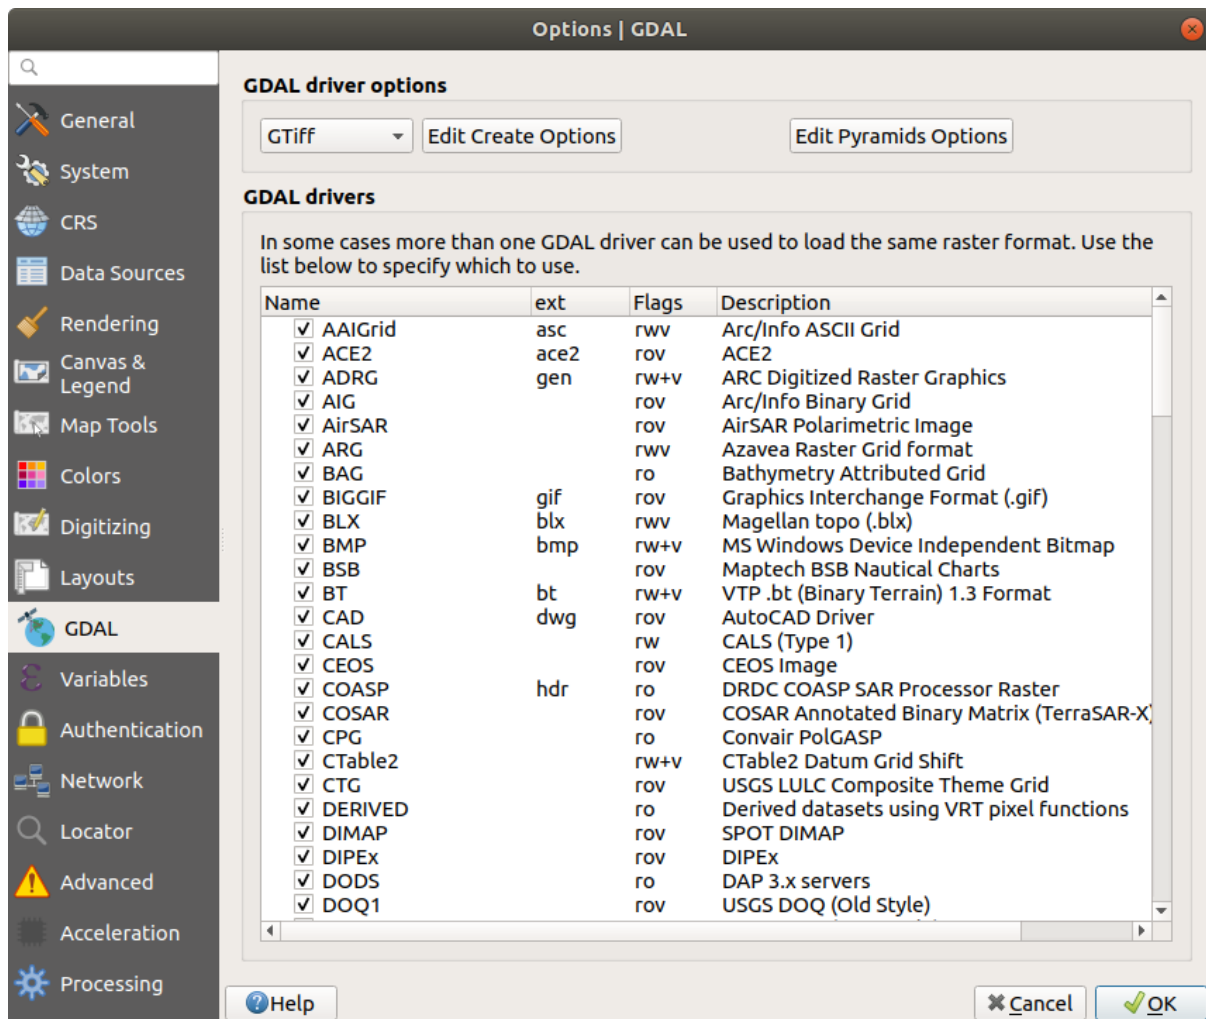 Options | GDAL
General
System
CRS
Data Sources
Rendering
Canvas &
Legend
Map Tools
Colors
Digitizing
Layouts
GDAL
Variables
Authentication
Network
Locator
Advanced
Acceleration
Processing
GDAL driver options
GTiff Edit Create Options Edit Pyramids Options
GDAL drivers
In some cases more than one GDAL driver can be used to load the same raster format. Use the
list below to specify which to use.
Name ext Flags Description
AAIGrid asc rwv Arc/Info ASCII Grid
ACE2 ace2 rov ACE2
ADRG gen rw+v ARC Digitized Raster Graphics
AIG rov Arc/Info Binary Grid
AirSAR rov AirSAR Polarimetric Image
ARG rwv Azavea Raster Grid format
BAG ro Bathymetry Attributed Grid
BIGGIF gif rov Graphics Interchange Format (.gif)
BLX blx rwv Magellan topo (.blx)
BMP bmp rw+v MS Windows Device Independent Bitmap
BSB rov Maptech BSB Nautical Charts
BT bt rw+v VTP .bt (Binary Terrain) 1.3 Format
CAD dwg rov AutoCAD Driver
CALS rw CALS (Type 1)
CEOS rov CEOS Image
COASP hdr ro DRDC COASP SAR Processor Raster
COSAR rov COSAR Annotated Binary Matrix (TerraSAR-X)
CPG ro Convair PolGASP
CTable2 rw+v CTable2 Datum Grid Shift
CTG rov USGS LULC Composite Theme Grid
DERIVED ro Derived datasets using VRT pixel functions
DIMAP rov SPOT DIMAP
DIPEx rov DIPEx
DODS ro DAP 3.x servers
DOQ1 rov USGS DOQ (Old Style)
Help Cancel OK